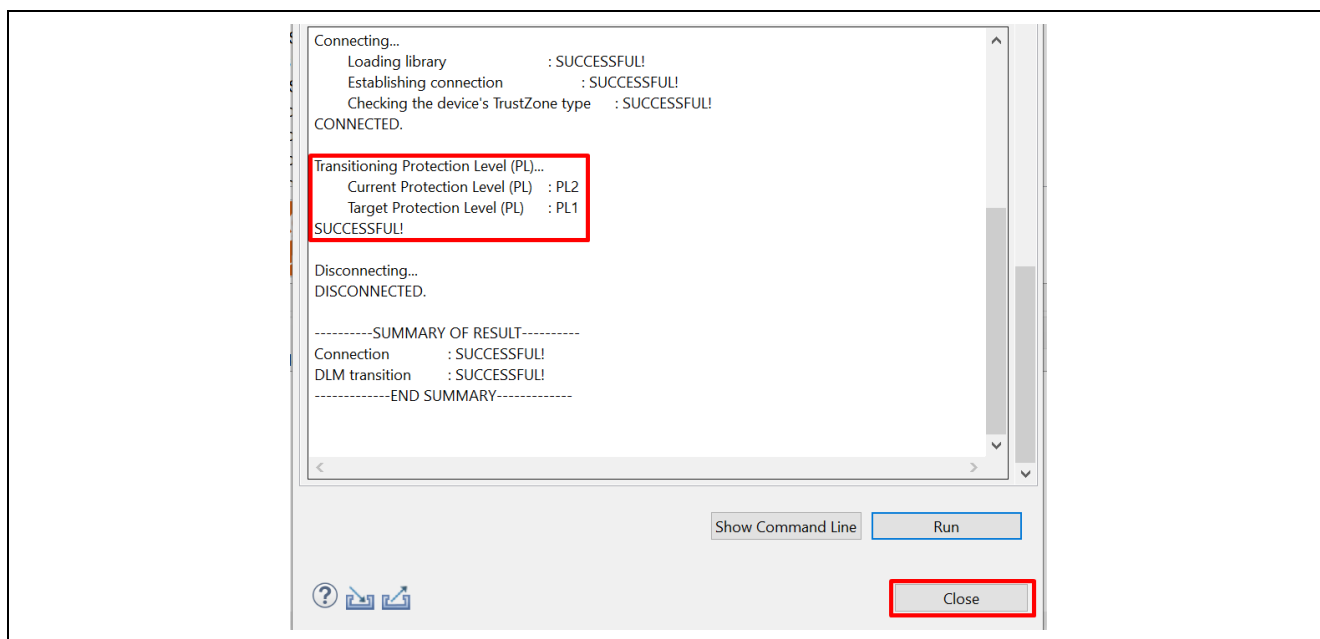 Connecting...
Loading library : SUCCESSFUL!
Establishing connection : SUCCESSFUL!
Checking the device's TrustZone type : SUCCESSFUL!
CONNECTED.
Transitioning Protection Level (PL)...
Current Protection Level (PL) : PL2
Target Protection Level (PL) : PL1
SUCCESSFUL!
Disconnecting...
DISCONNECTED.
----------SUMMARY OF RESULT----------
Connection : SUCCESSFUL!
DLM transition : SUCCESSFUL!
-------------END SUMMARY-------------
Show Command Line Run
Close